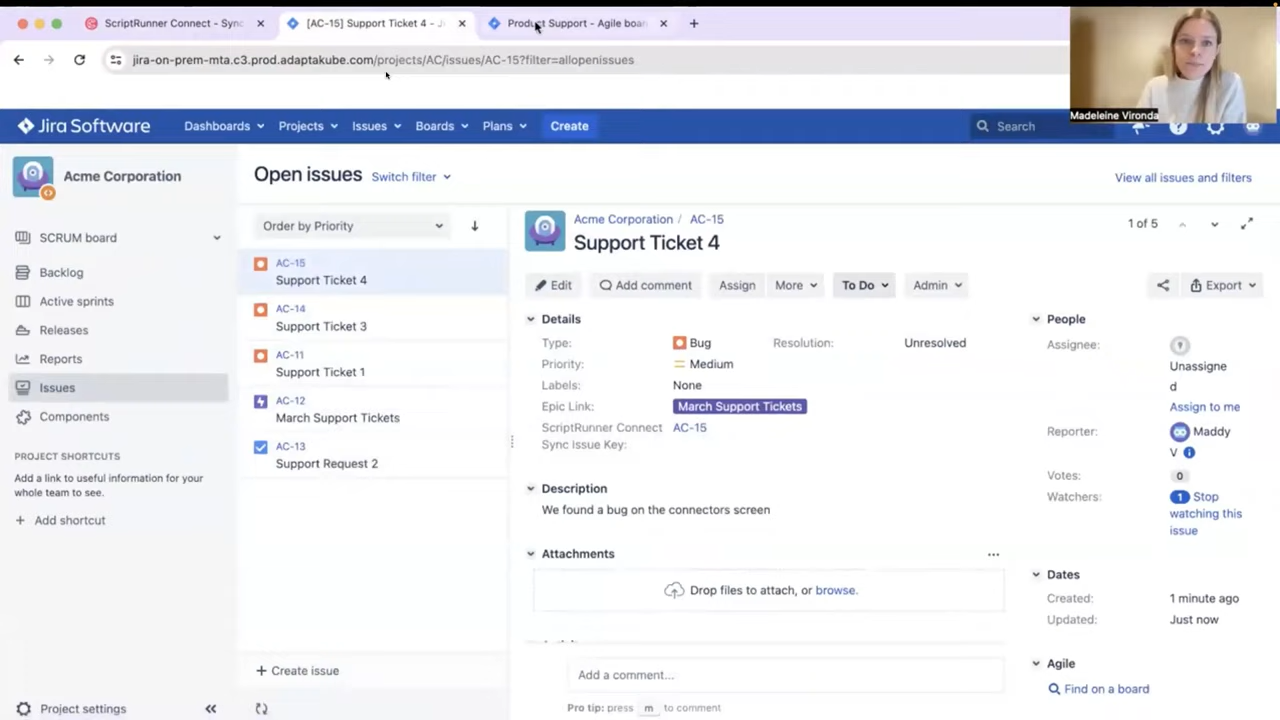 ScriptRunner Connect - Sync
[AC-15] Support Ticket 4 - J
Product Support - Agile boar
jira-on-prem-mta.c3.prod.adaptakube.com/projects/AC/issues/AC-15?filter=allopenissues
Madeleine Vironda
Jira Software
Dashboards
Projects
Issues
Boards
Plans
Create
Search
Acme Corporation
Open issues
Switch filter
View all issues and filters
SCRUM board
Backlog
Active sprints
Releases
Reports
Issues
Components
PROJECT SHORTCUTS
Add a link to useful information for your
whole team to see.
+ Add shortcut
Project settings
Order by Priority
AC-15
Support Ticket 4
AC-14
Support Ticket 3
AC-11
Support Ticket 1
AC-12
March Support Tickets
AC-13
Support Request 2
+ Create issue
Acme Corporation / AC-15
Support Ticket 4
1 of 5
Edit
Add comment
Assign
More
To Do
Admin
Export
Details
Type: Bug
Resolution: Unresolved
Priority: Medium
Labels: None
Epic Link: March Support Tickets
ScriptRunner Connect AC-15
Sync Issue Key:
Description
We found a bug on the connectors screen
Attachments
Drop files to attach, or browse.
Add a comment...
Pro tip: press m to comment
People
Assignee:
Unassigne
d
Assign to me
Reporter: Maddy
V
Votes: 0
Watchers: 1 Stop
watching this
issue
Dates
Created: 1 minute ago
Updated: Just now
Agile
Find on a board